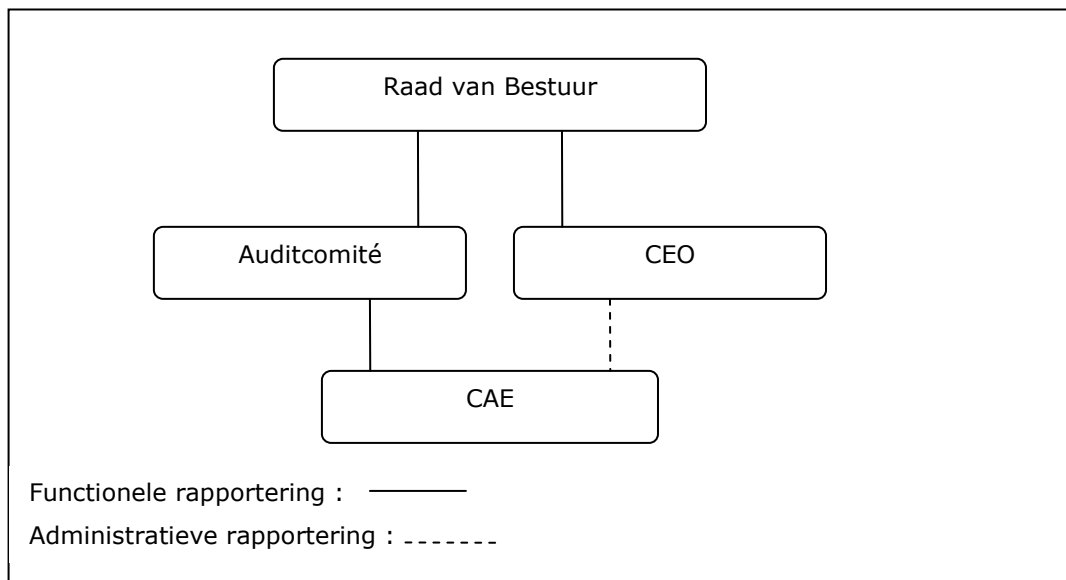 Raad van Bestuur
Auditcomité
CEO
CAE
Functionele rapportering :
Administratieve rapportering :